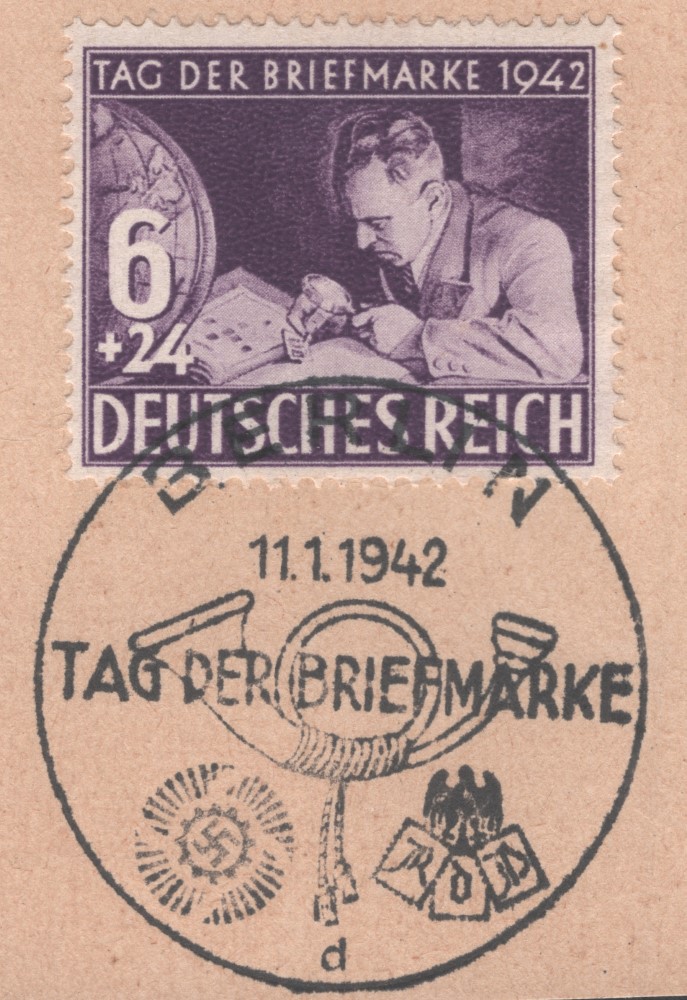 TAG DER BRIEFMARKE 1942
6
+24
DEUTSCHES REICH
BERLIN
11.1.1942
TAG DER BRIEFMARKE
R d P
d